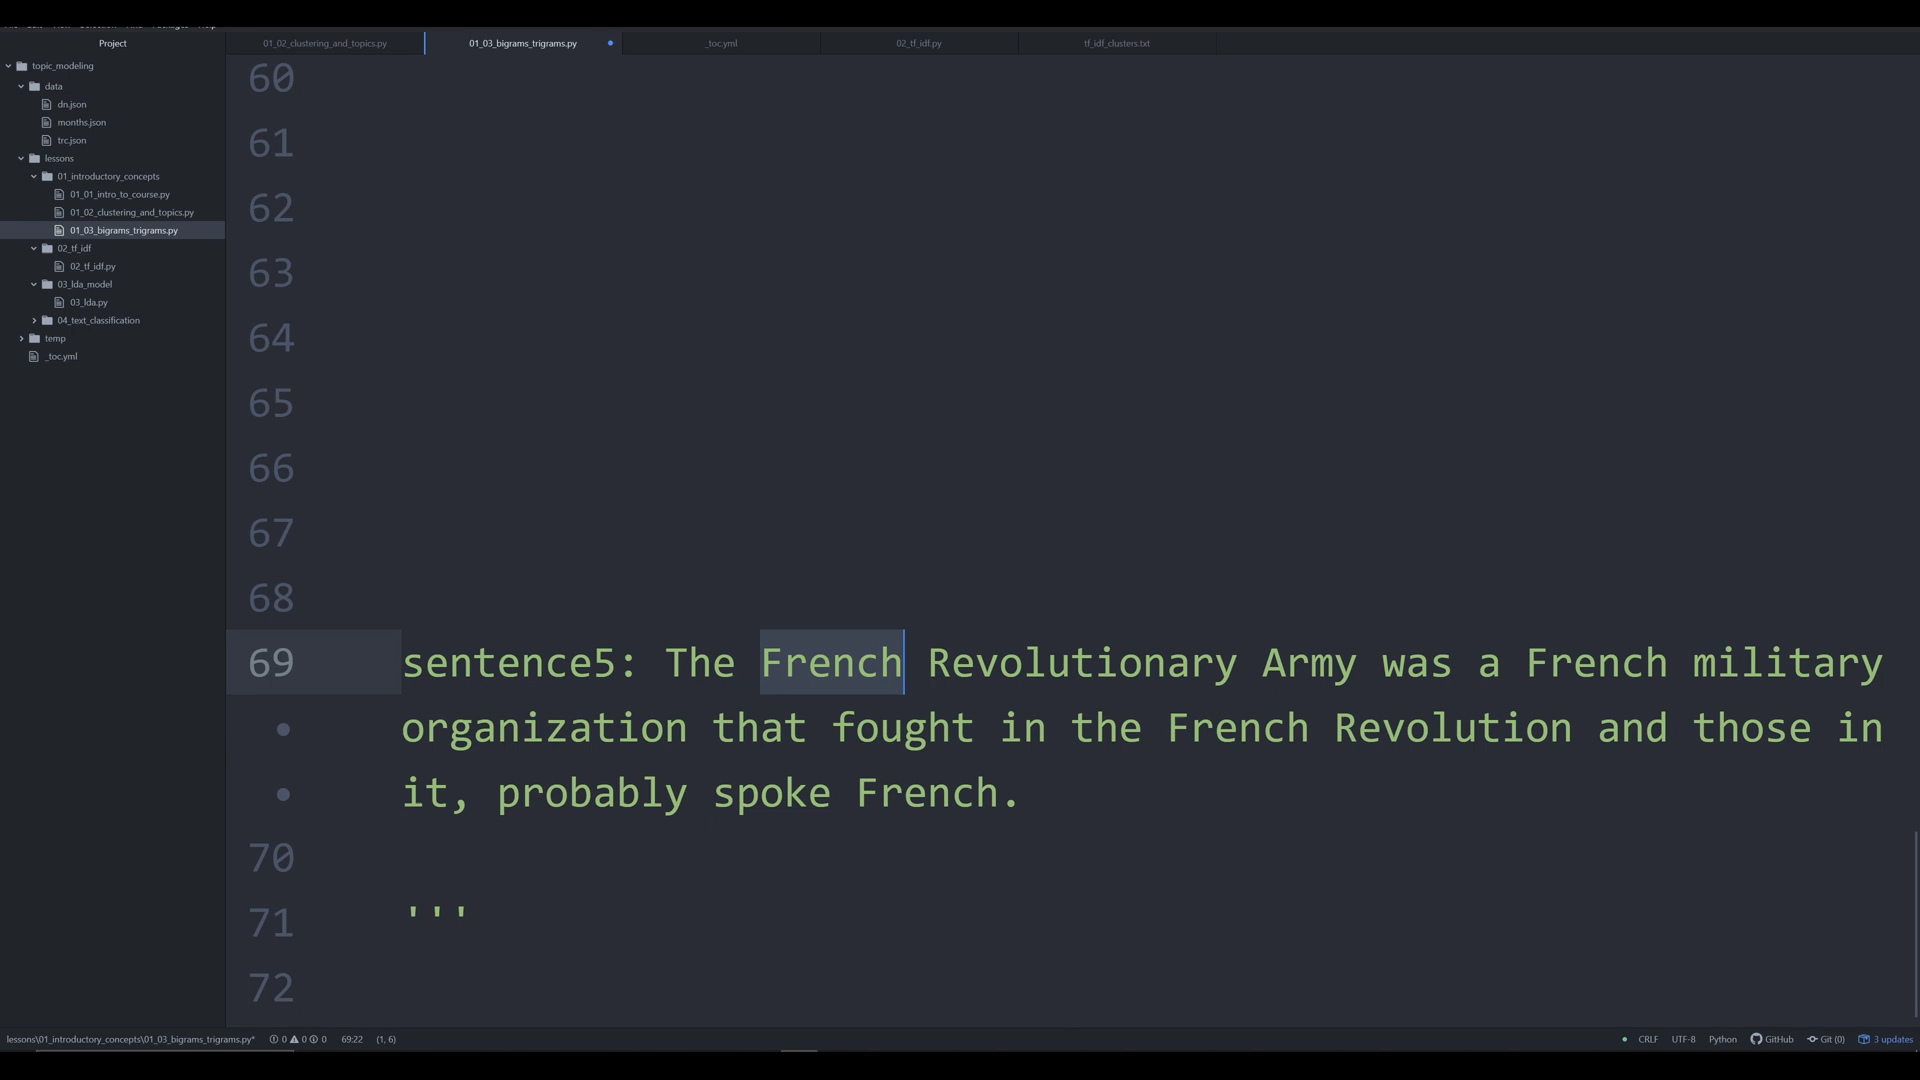 Project
01_02_clustering_and_topics.py
01_03_bigrams_trigrams.py
_toc.yml
02_tf_idf.py
tf_idf_clusters.txt
topic_modeling
data
dn.json
months.json
trc.json
lessons
01_introductory_concepts
01_01_intro_to_course.py
01_02_clustering_and_topics.py
01_03_bigrams_trigrams.py
02_tf_idf
02_tf_idf.py
03_lda_model
03_lda.py
04_text_classification
temp
_toc.yml
60
61
62
63
64
65
66
67
68
69 sentence5: The French Revolutionary Army was a French military
organization that fought in the French Revolution and those in
it, probably spoke French.
70
71 '''
72
lessons\01_introductory_concepts\01_03_bigrams_trigrams.py* 0 0 0 69:22 (1, 6) CRLF UTF-8 Python GitHub Git (0) 3 updates